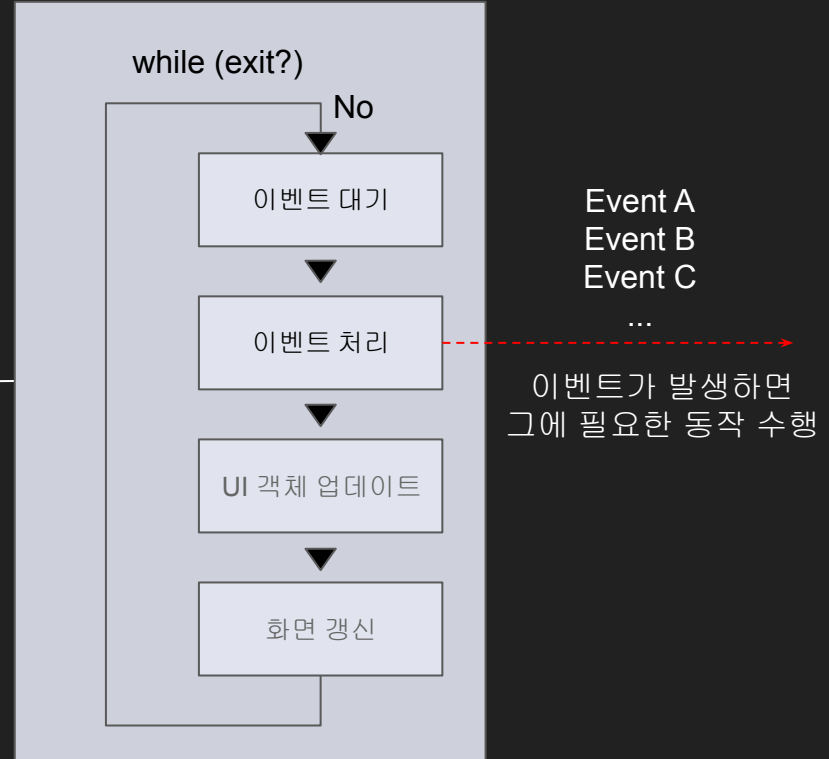 while (exit?)
No
이벤트 대기
이벤트 처리
UI 객체 업데이트
화면 갱신
Event A
Event B
Event C
...
이벤트가 발생하면
그에 필요한 동작 수행